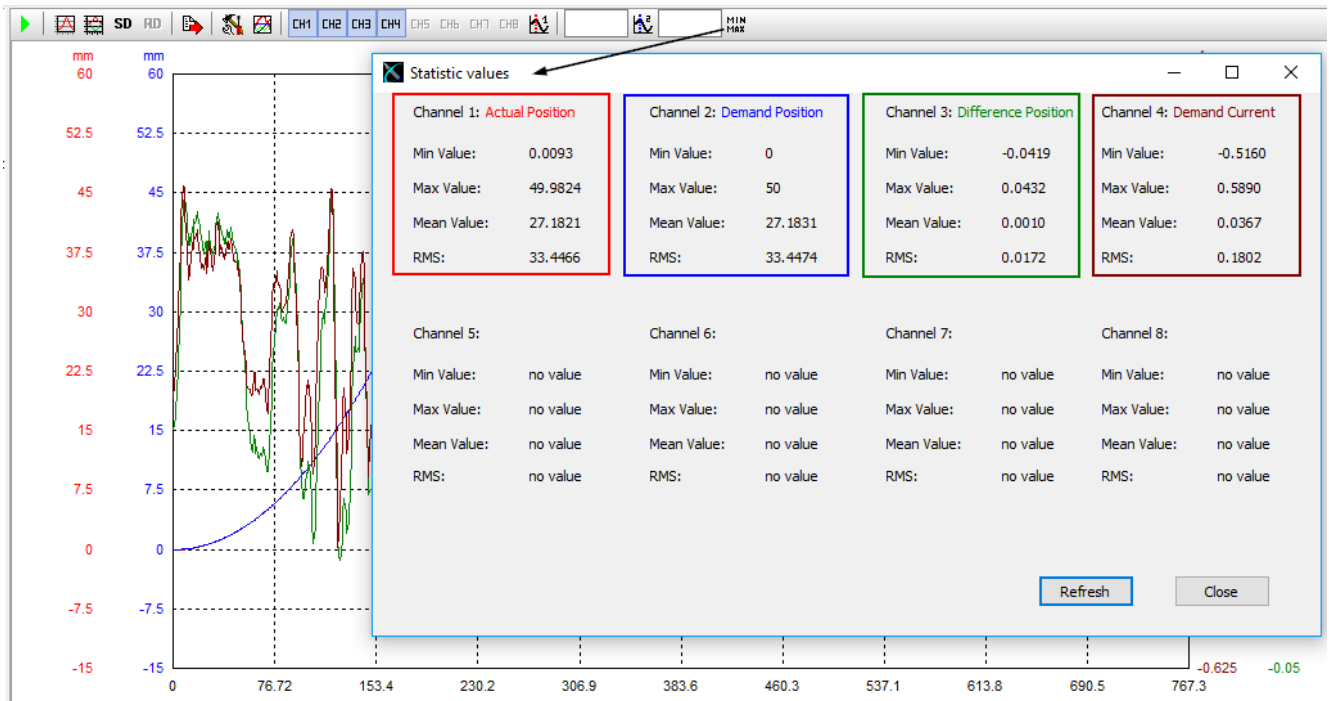 SD RD CH1 CH2 CH3 CH4 CH5 CH6 CH7 CH8 1 2 MIN MAX
mm mm
60 60
52.5 52.5
45 45
37.5 37.5
30 30
22.5 22.5
15 15
7.5 7.5
0 0
-7.5 -7.5
-15 -15
Statistic values
Channel 1: Actual Position
Min Value: 0.0093
Max Value: 49.9824
Mean Value: 27.1821
RMS: 33.4466
Channel 2: Demand Position
Min Value: 0
Max Value: 50
Mean Value: 27.1831
RMS: 33.4474
Channel 3: Difference Position
Min Value: -0.0419
Max Value: 0.0432
Mean Value: 0.0010
RMS: 0.0172
Channel 4: Demand Current
Min Value: -0.5160
Max Value: 0.5890
Mean Value: 0.0367
RMS: 0.1802
Channel 5:
Min Value: no value
Max Value: no value
Mean Value: no value
RMS: no value
Channel 6:
Min Value: no value
Max Value: no value
Mean Value: no value
RMS: no value
Channel 7:
Min Value: no value
Max Value: no value
Mean Value: no value
RMS: no value
Channel 8:
Min Value: no value
Max Value: no value
Mean Value: no value
RMS: no value
Refresh Close
-0.625 -0.05
0 76.72 153.4 230.2 306.9 383.6 460.3 537.1 613.8 690.5 767.3